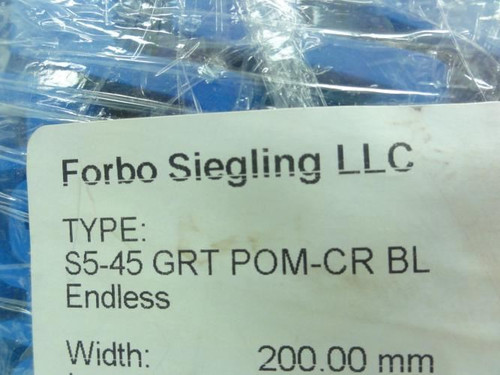 Forbo Siegling LLC
TYPE:
S5-45 GRT POM-CR BL
Endless
Width: 200.00 mm